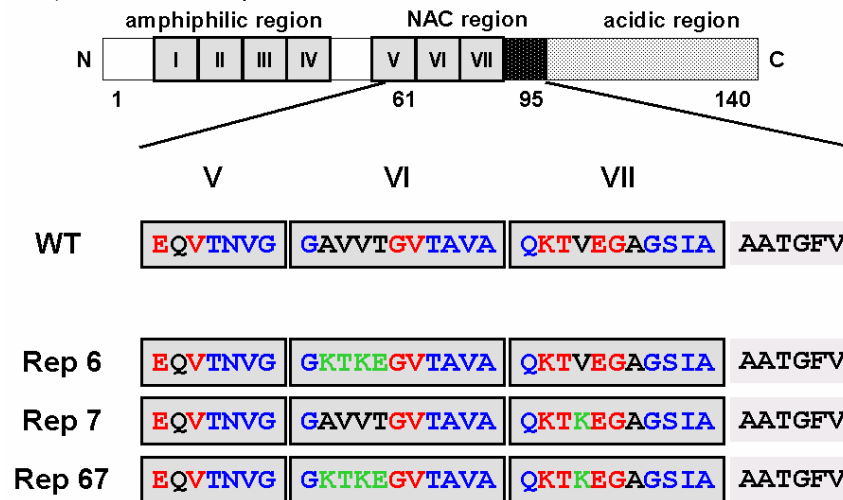 amphiphilic region NAC region acidic region
N I II III IV V VI VII C
1 61 95 140
V VI VII
WT EQVTNVG GAVVTGVTAVA QKTVEGAGSIA AATGFV
Rep 6 EQVTNVG GKTKEGVTAVA QKTVEGAGSIA AATGFV
Rep 7 EQVTNVG GAVVTGVTAVA QKTKEGAGSIA AATGFV
Rep 67 EQVTNVG GKTKEGVTAVA QKTKEGAGSIA AATGFV